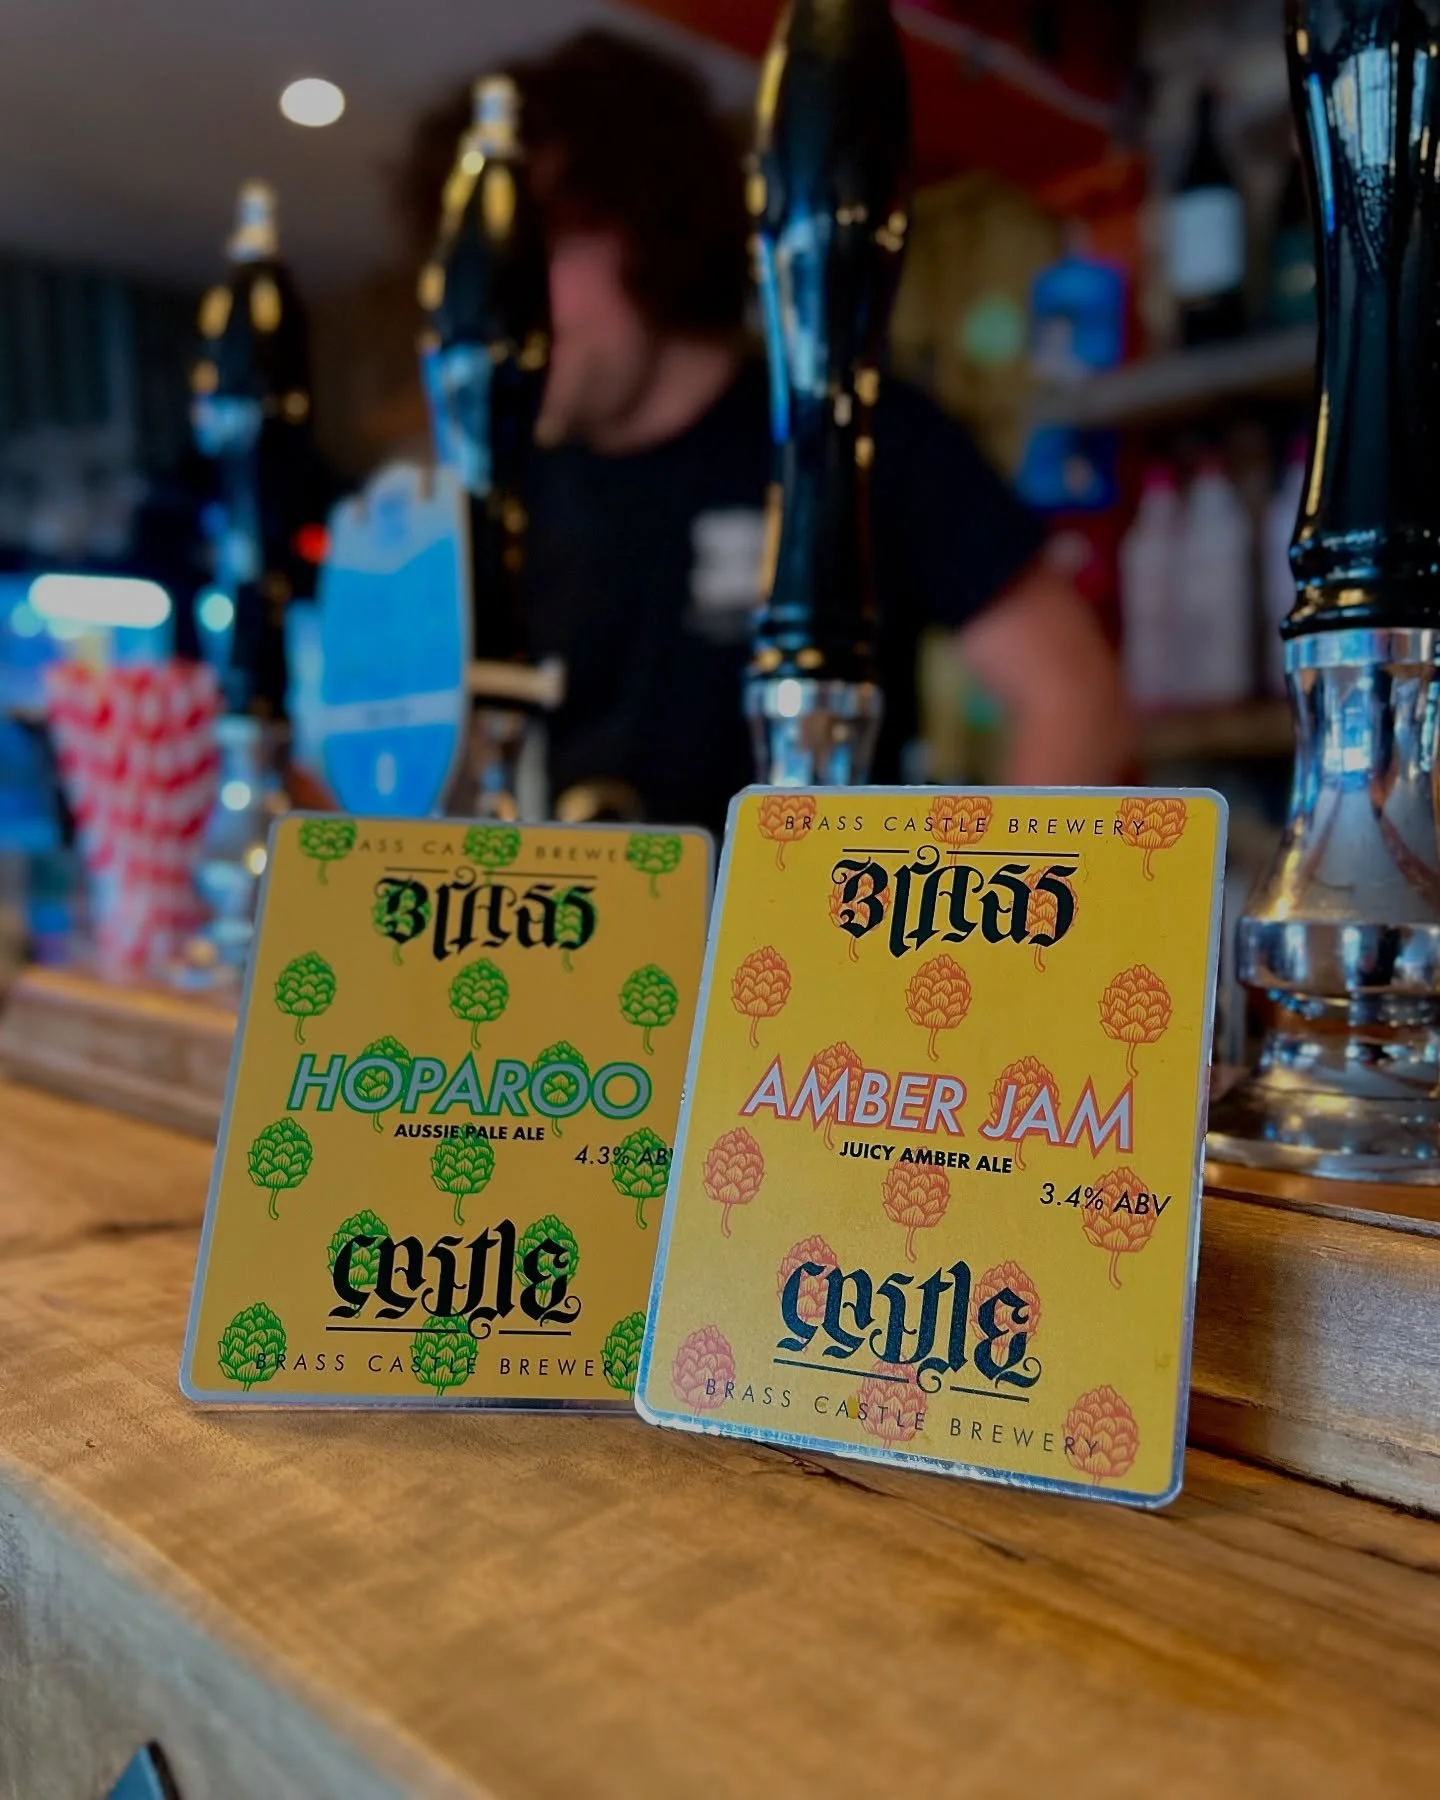 BRASS CASTLE BREWERY
BRASS
HOPAROO
AUSSIE PALE ALE
4.3% ABV
CASTLE
BRASS CASTLE BREWERY
BRASS CASTLE BREWERY
BRASS
AMBER JAM
JUICY AMBER ALE
3.4% ABV
CASTLE
BRASS CASTLE BREWERY